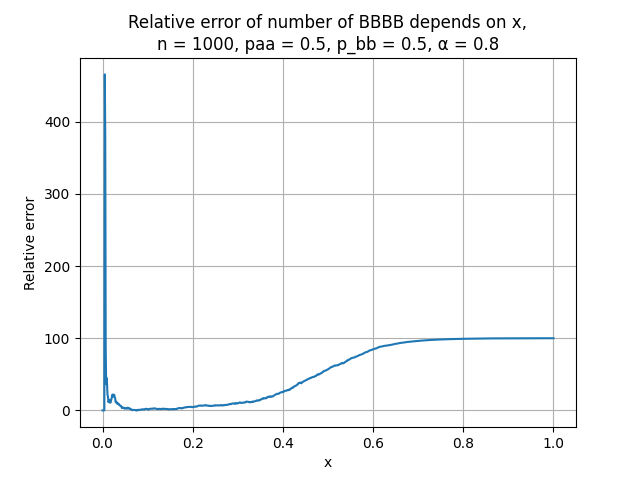 Relative error of number of BBBB depends on x,
n = 1000, paa = 0.5, p_bb = 0.5, α = 0.8
400
300
200
100
0
Relative error
0.0 0.2 0.4 0.6 0.8 1.0
x